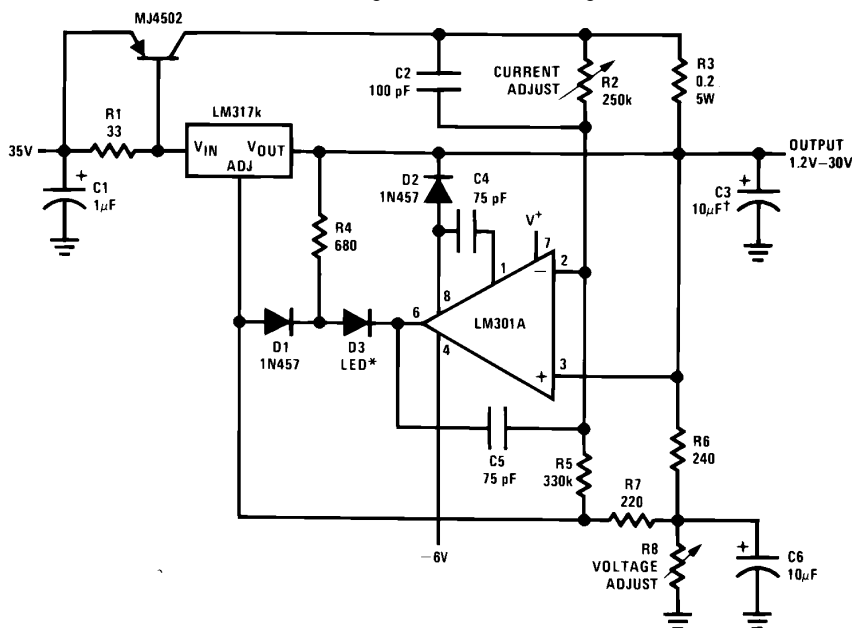 MJ4502
C2
100 pF
CURRENT
ADJUST
R2
250k
R3
0.2
5W
R1
33
LM317k
35V
VIN
VOUT
ADJ
OUTPUT
1.2V–30V
C1
1μF
+
D2
1N457
C4
75 pF
V+
C3
10μF†
+
R4
680
1
7
2
−
8
6
LM301A
4
D1
1N457
D3
LED*
+
3
C5
75 pF
R5
330k
R6
240
R7
220
−6V
R8
VOLTAGE
ADJUST
+
C6
10μF